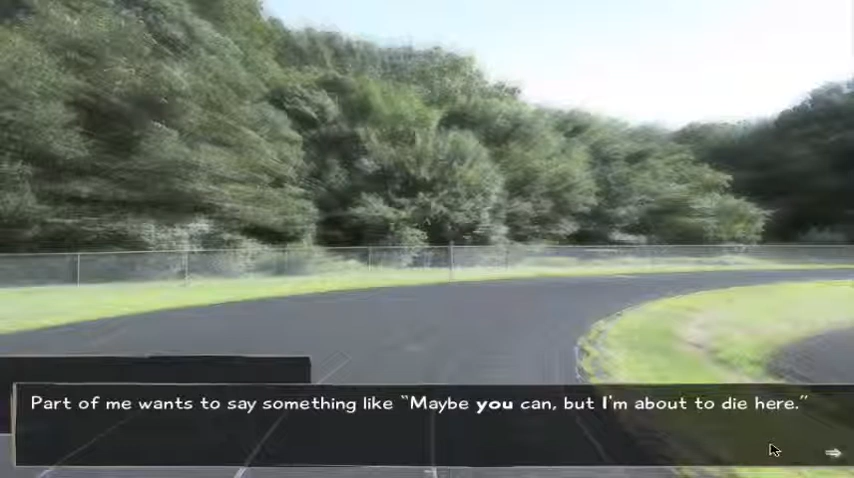 Part of me wants to say something like “Maybe you can, but I'm about to die here.”